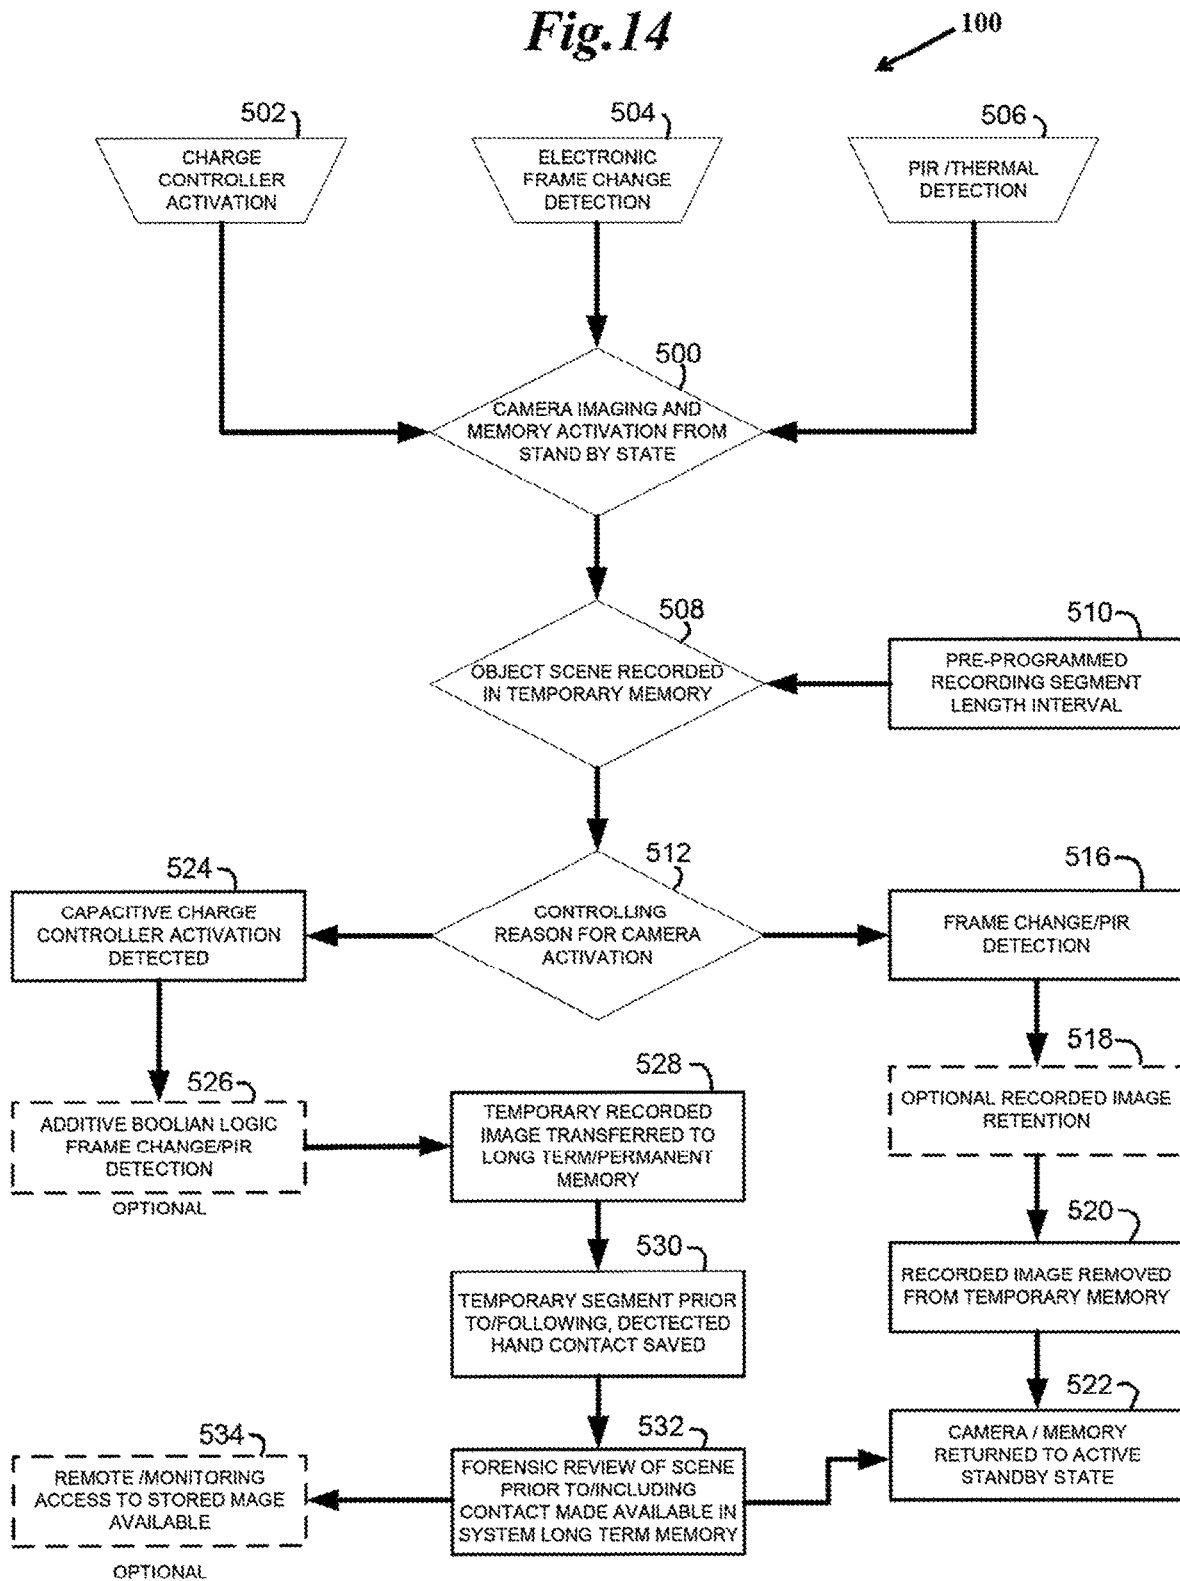 Fig.14
100
502
504
506
CHARGE
CONTROLLER
ACTIVATION
ELECTRONIC
FRAME CHANGE
DETECTION
PIR /THERMAL
DETECTION
500
CAMERA IMAGING AND
MEMORY ACTIVATION FROM
STAND BY STATE
508
OBJECT SCENE RECORDED
IN TEMPORARY MEMORY
510
PRE-PROGRAMMED
RECORDING SEGMENT
LENGTH INTERVAL
512
CONTROLLING
REASON FOR CAMERA
ACTIVATION
524
CAPACITIVE CHARGE
CONTROLLER ACTIVATION
DETECTED
516
FRAME CHANGE/PIR
DETECTION
526
ADDITIVE BOOLIAN LOGIC
FRAME CHANGE/PIR
DETECTION
OPTIONAL
528
TEMPORARY RECORDED
IMAGE TRANSFERRED TO
LONG TERM/PERMANENT
MEMORY
518
OPTIONAL RECORDED IMAGE
RETENTION
530
TEMPORARY SEGMENT PRIOR
TO/FOLLOWING, DECTECTED
HAND CONTACT SAVED
520
RECORDED IMAGE REMOVED
FROM TEMPORARY MEMORY
532
FORENSIC REVIEW OF SCENE
PRIOR TO/INCLUDING
CONTACT MADE AVAILABLE IN
SYSTEM LONG TERM MEMORY
522
CAMERA / MEMORY
RETURNED TO ACTIVE
STANDBY STATE
534
REMOTE /MONITORING
ACCESS TO STORED MAGE
AVAILABLE
OPTIONAL